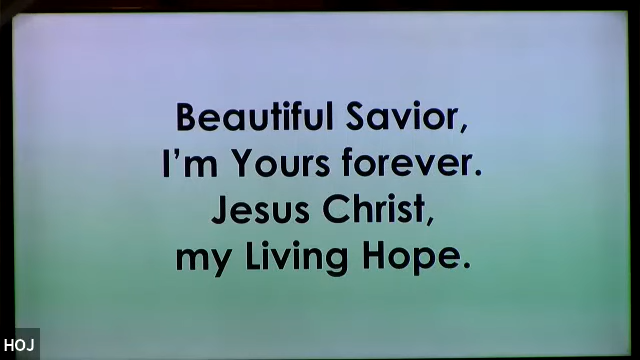 Beautiful Savior,
I'm Yours forever.
Jesus Christ,
my Living Hope.
HOJ